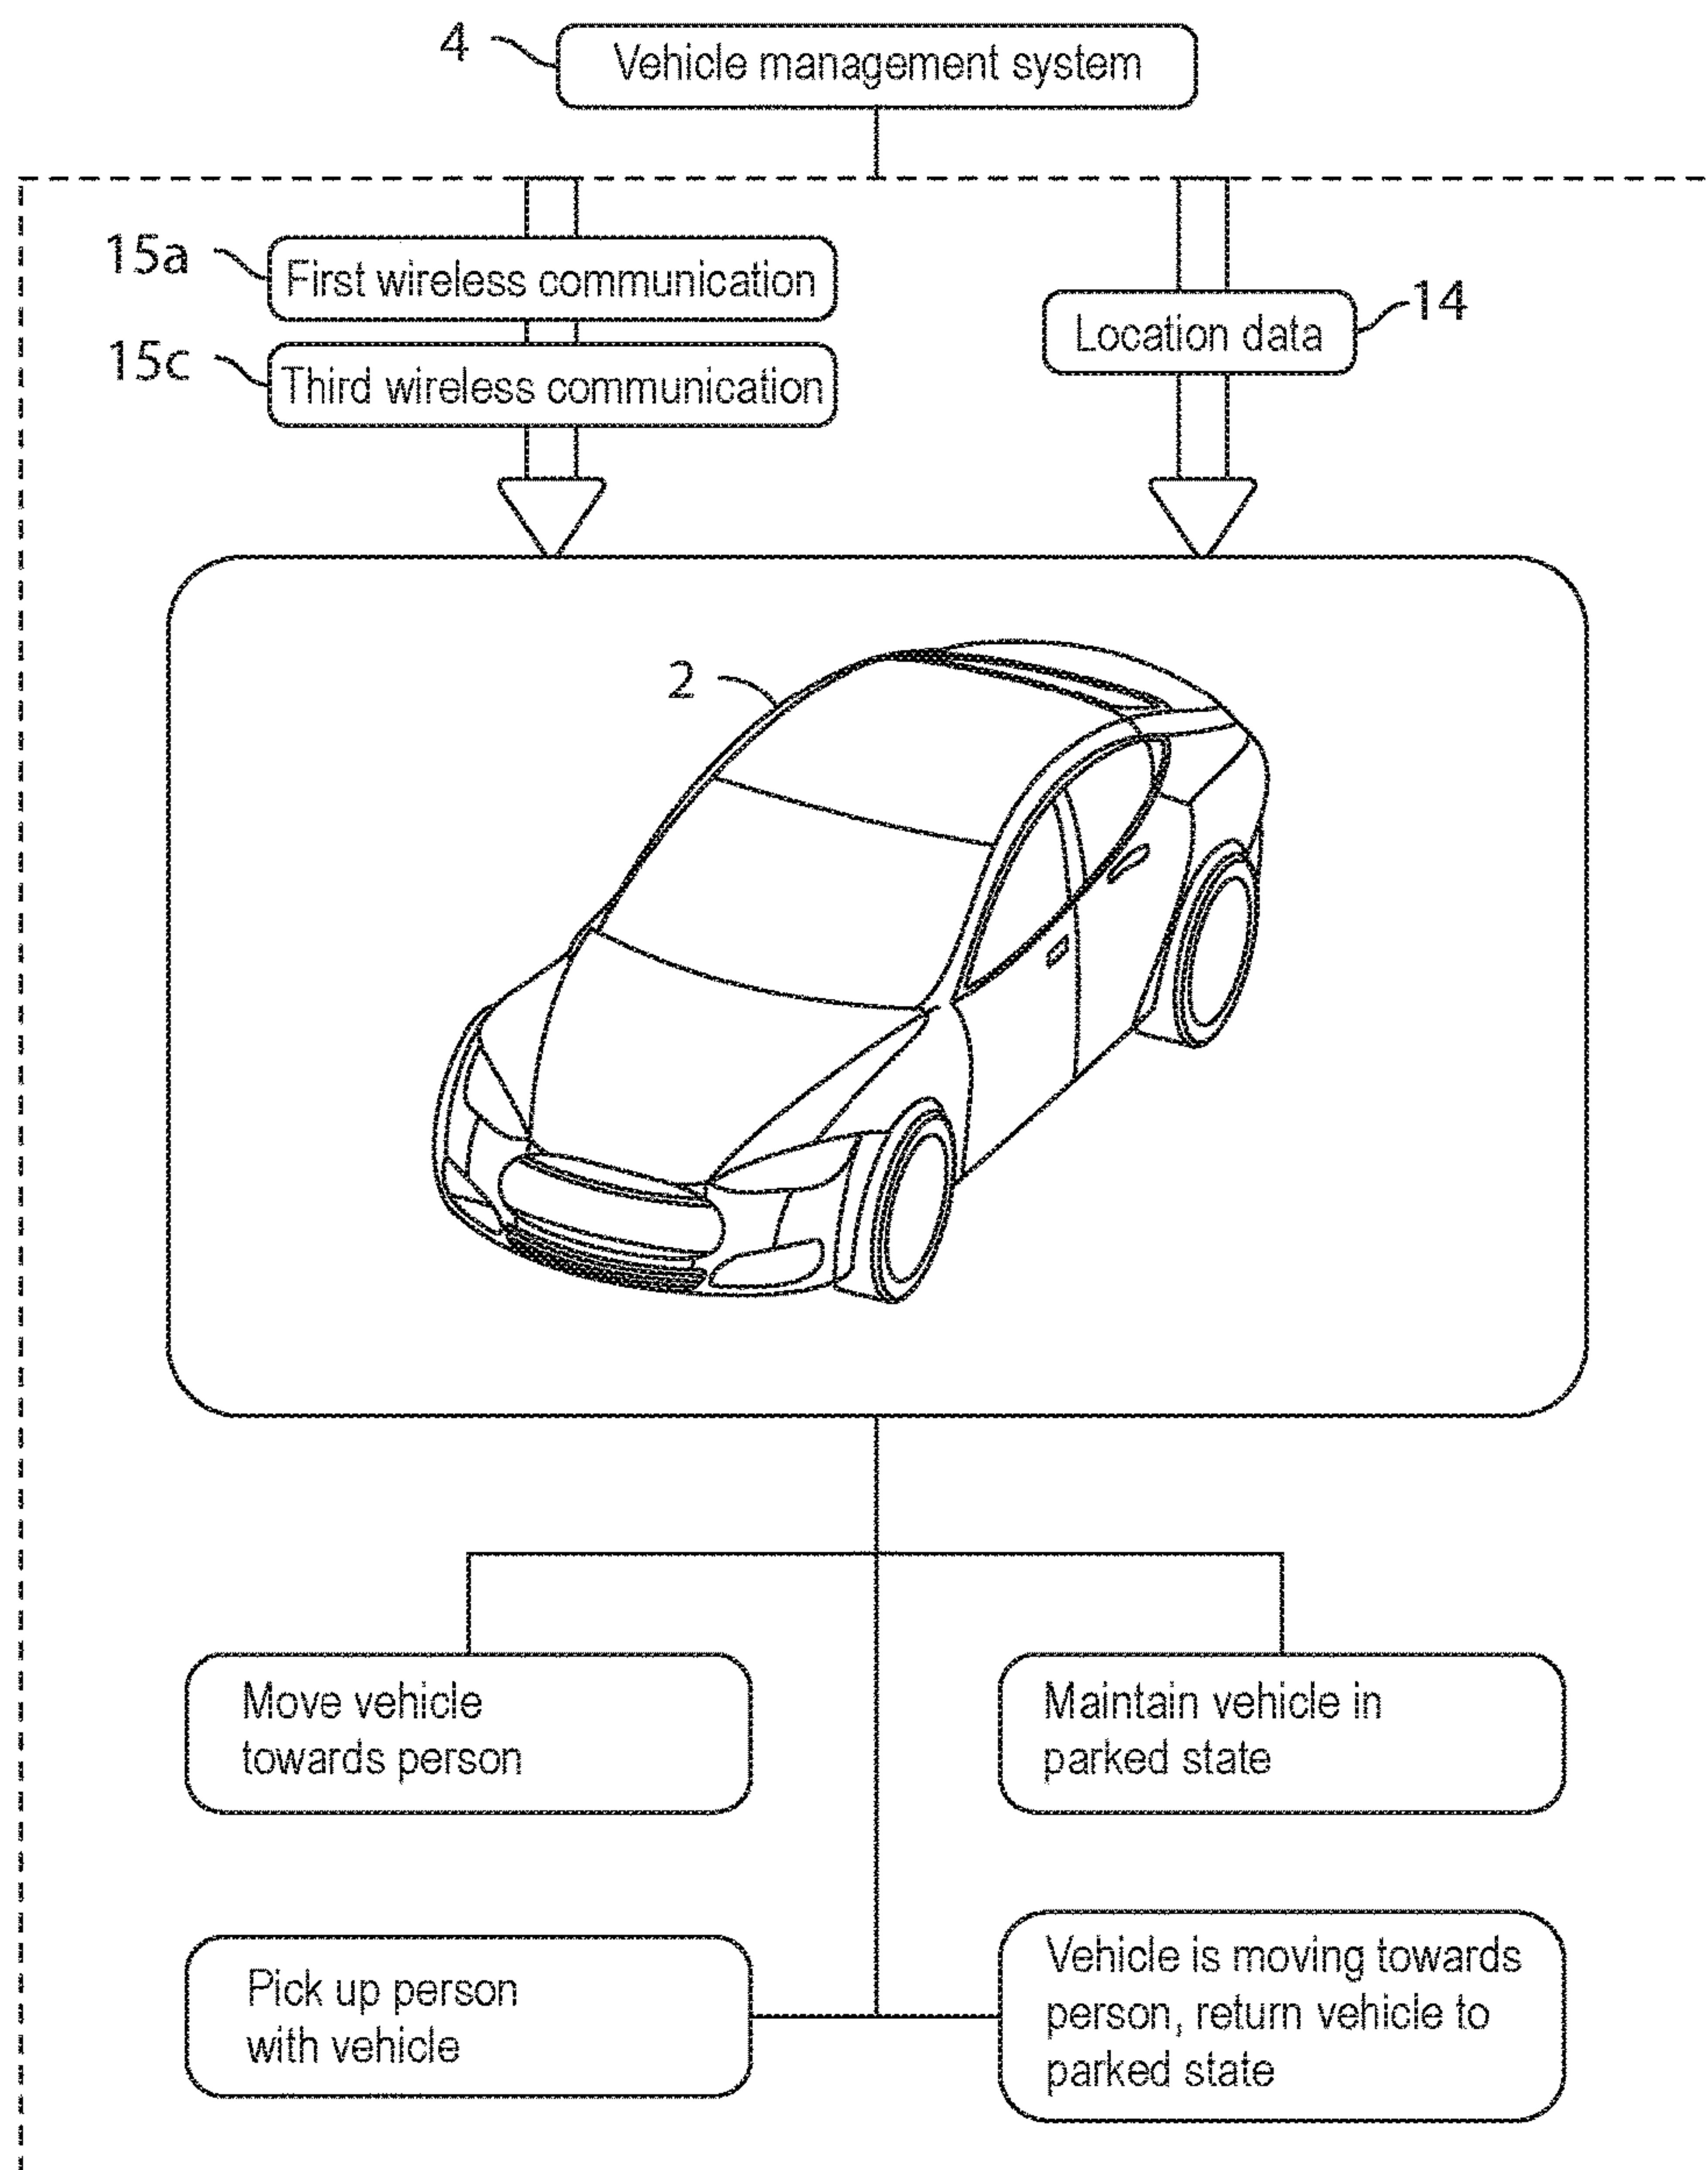 4
Vehicle management system
15a
First wireless communication
15c
Third wireless communication
Location data
14
2
Move vehicle
towards person
Maintain vehicle in
parked state
Pick up person
with vehicle
Vehicle is moving towards
person, return vehicle to
parked state